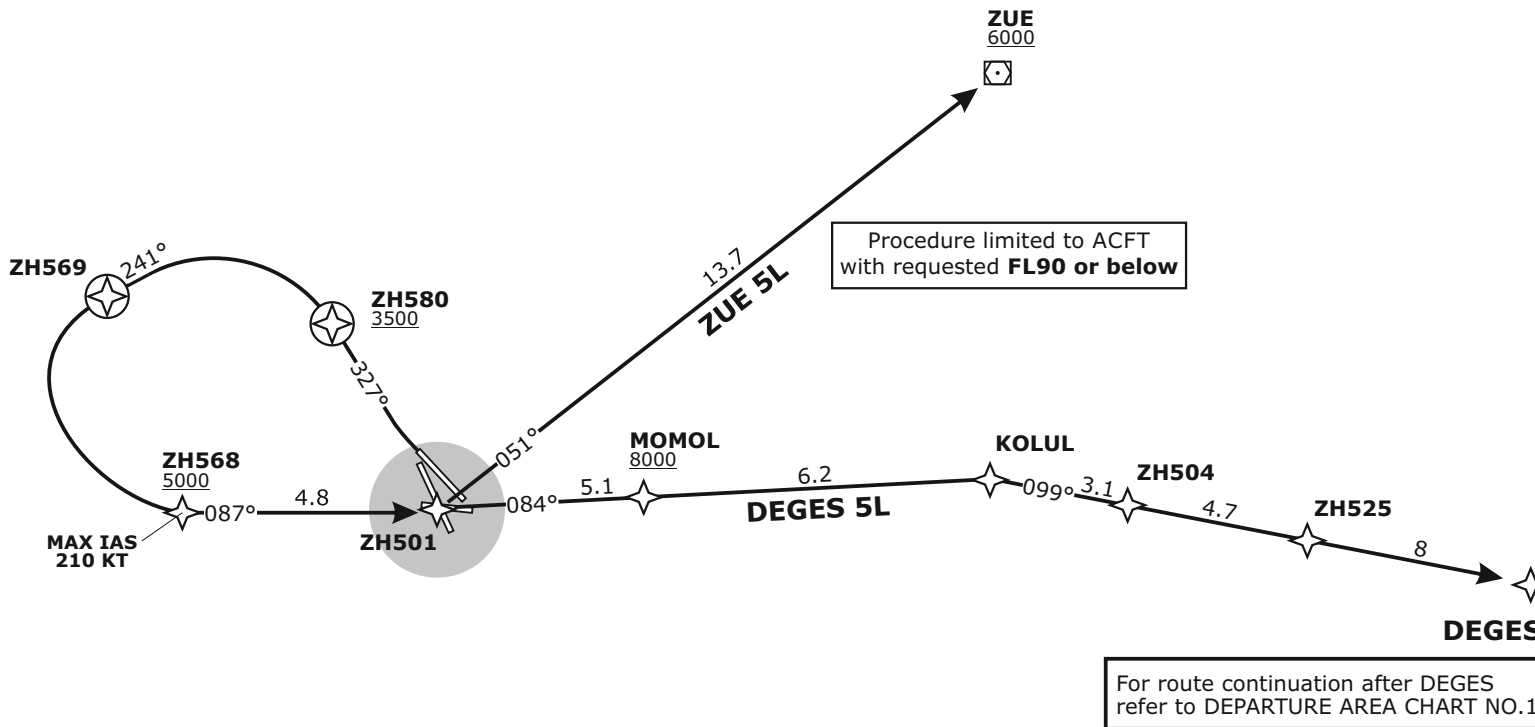 ZUE
6000
13.7
ZUE 5L
Procedure limited to ACFT
with requested FL90 or below
ZH569
241°
ZH580
3500
327°
051°
ZH568
5000
087°
4.8
MAX IAS
210 KT
ZH501
084°
5.1
MOMOL
8000
6.2
DEGES 5L
KOLUL
099°
3.1
ZH504
4.7
ZH525
8
DEGES
For route continuation after DEGES
refer to DEPARTURE AREA CHART NO.1